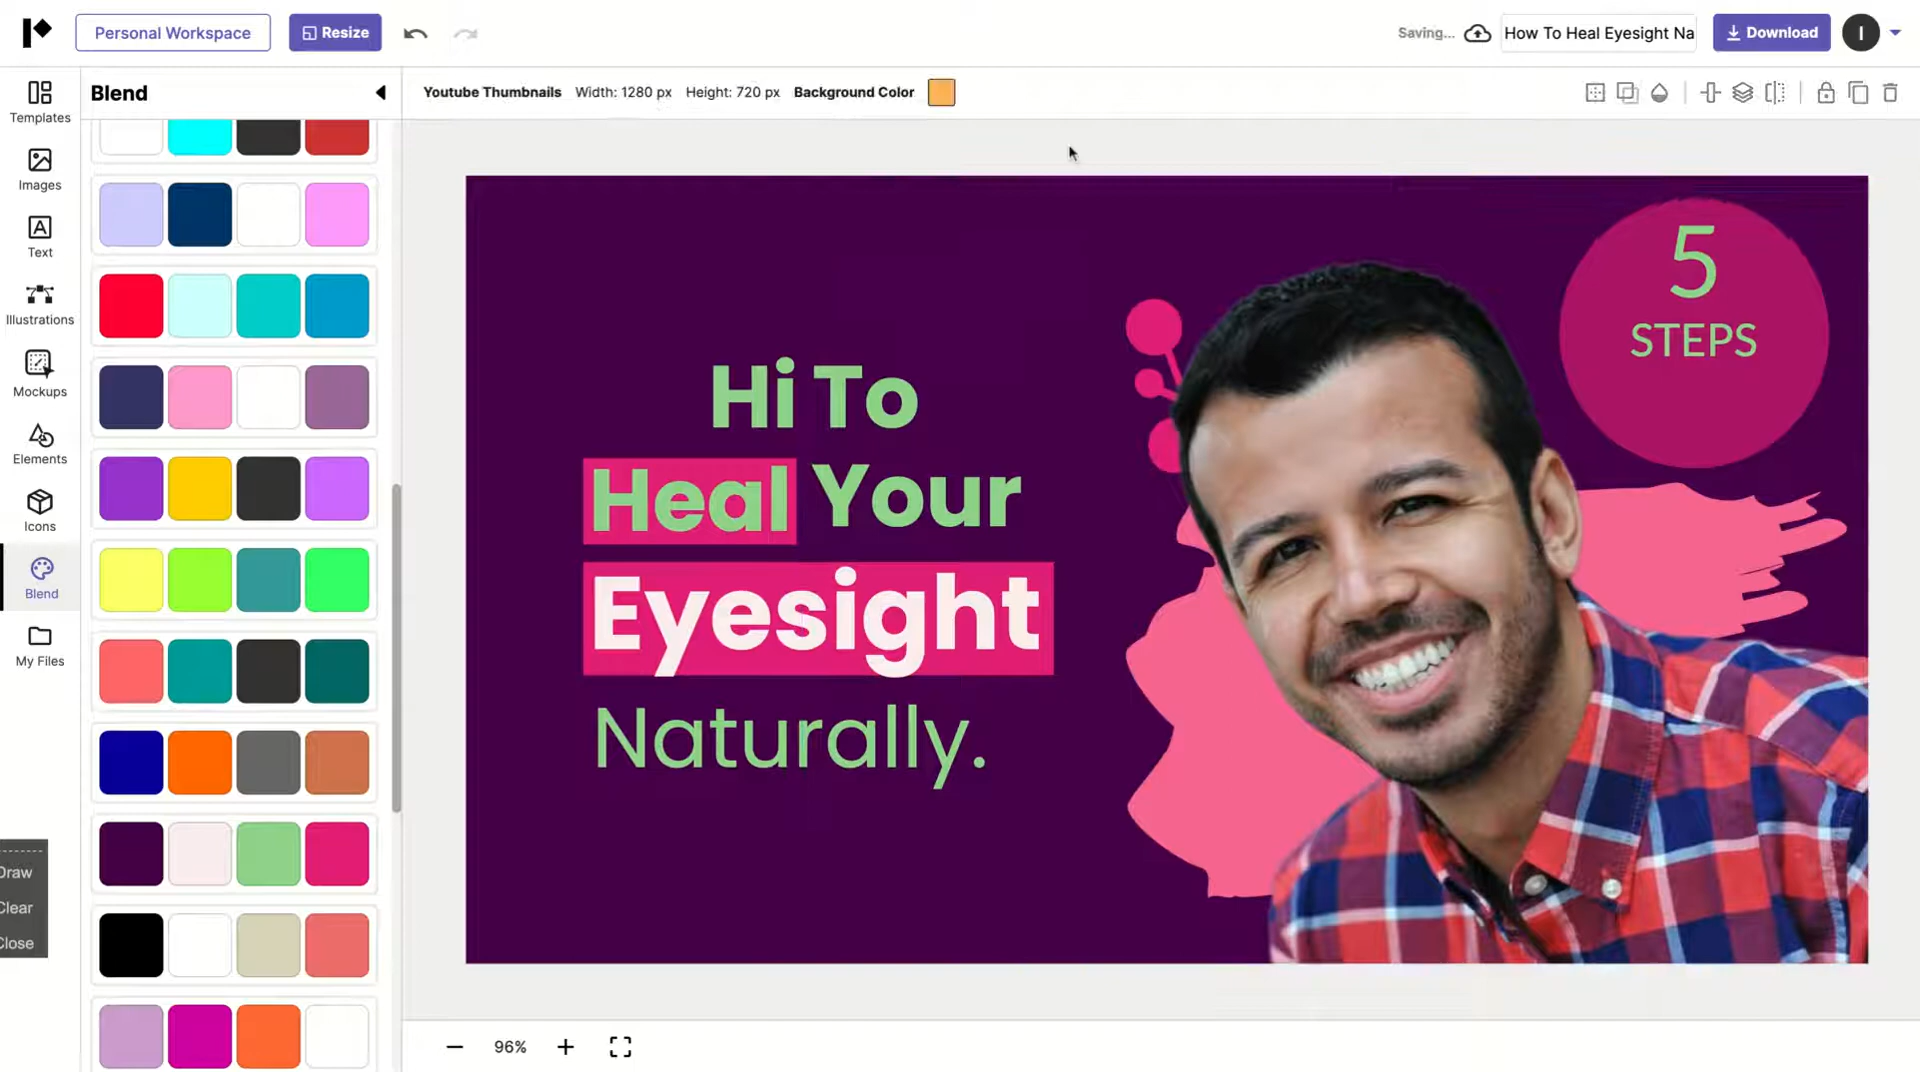 Personal Workspace
Resize
Saving...
How To Heal Eyesight Na
Download
I
Templates
Images
Text
Illustrations
Mockups
Elements
Icons
Blend
My Files
Draw
Clear
Close
Blend
Youtube Thumbnails Width: 1280 px Height: 720 px Background Color
Hi To
Heal Your
Eyesight
Naturally.
5
STEPS
96%